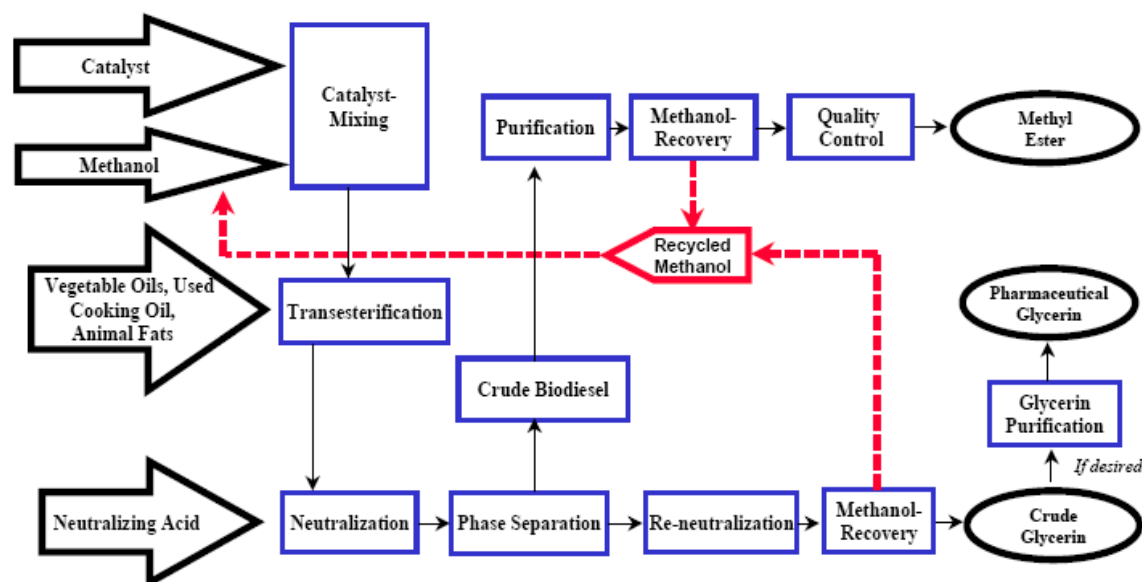 Catalyst
Methanol
Catalyst-
Mixing
Purification
Methanol-
Recovery
Quality
Control
Methyl
Ester
Recycled
Methanol
Vegetable Oils, Used
Cooking Oil,
Animal Fats
Transesterification
Pharmaceutical
Glycerin
Crude Biodiesel
Glycerin
Purification
If desired
Neutralizing Acid
Neutralization
Phase Separation
Re-neutralization
Methanol-
Recovery
Crude
Glycerin